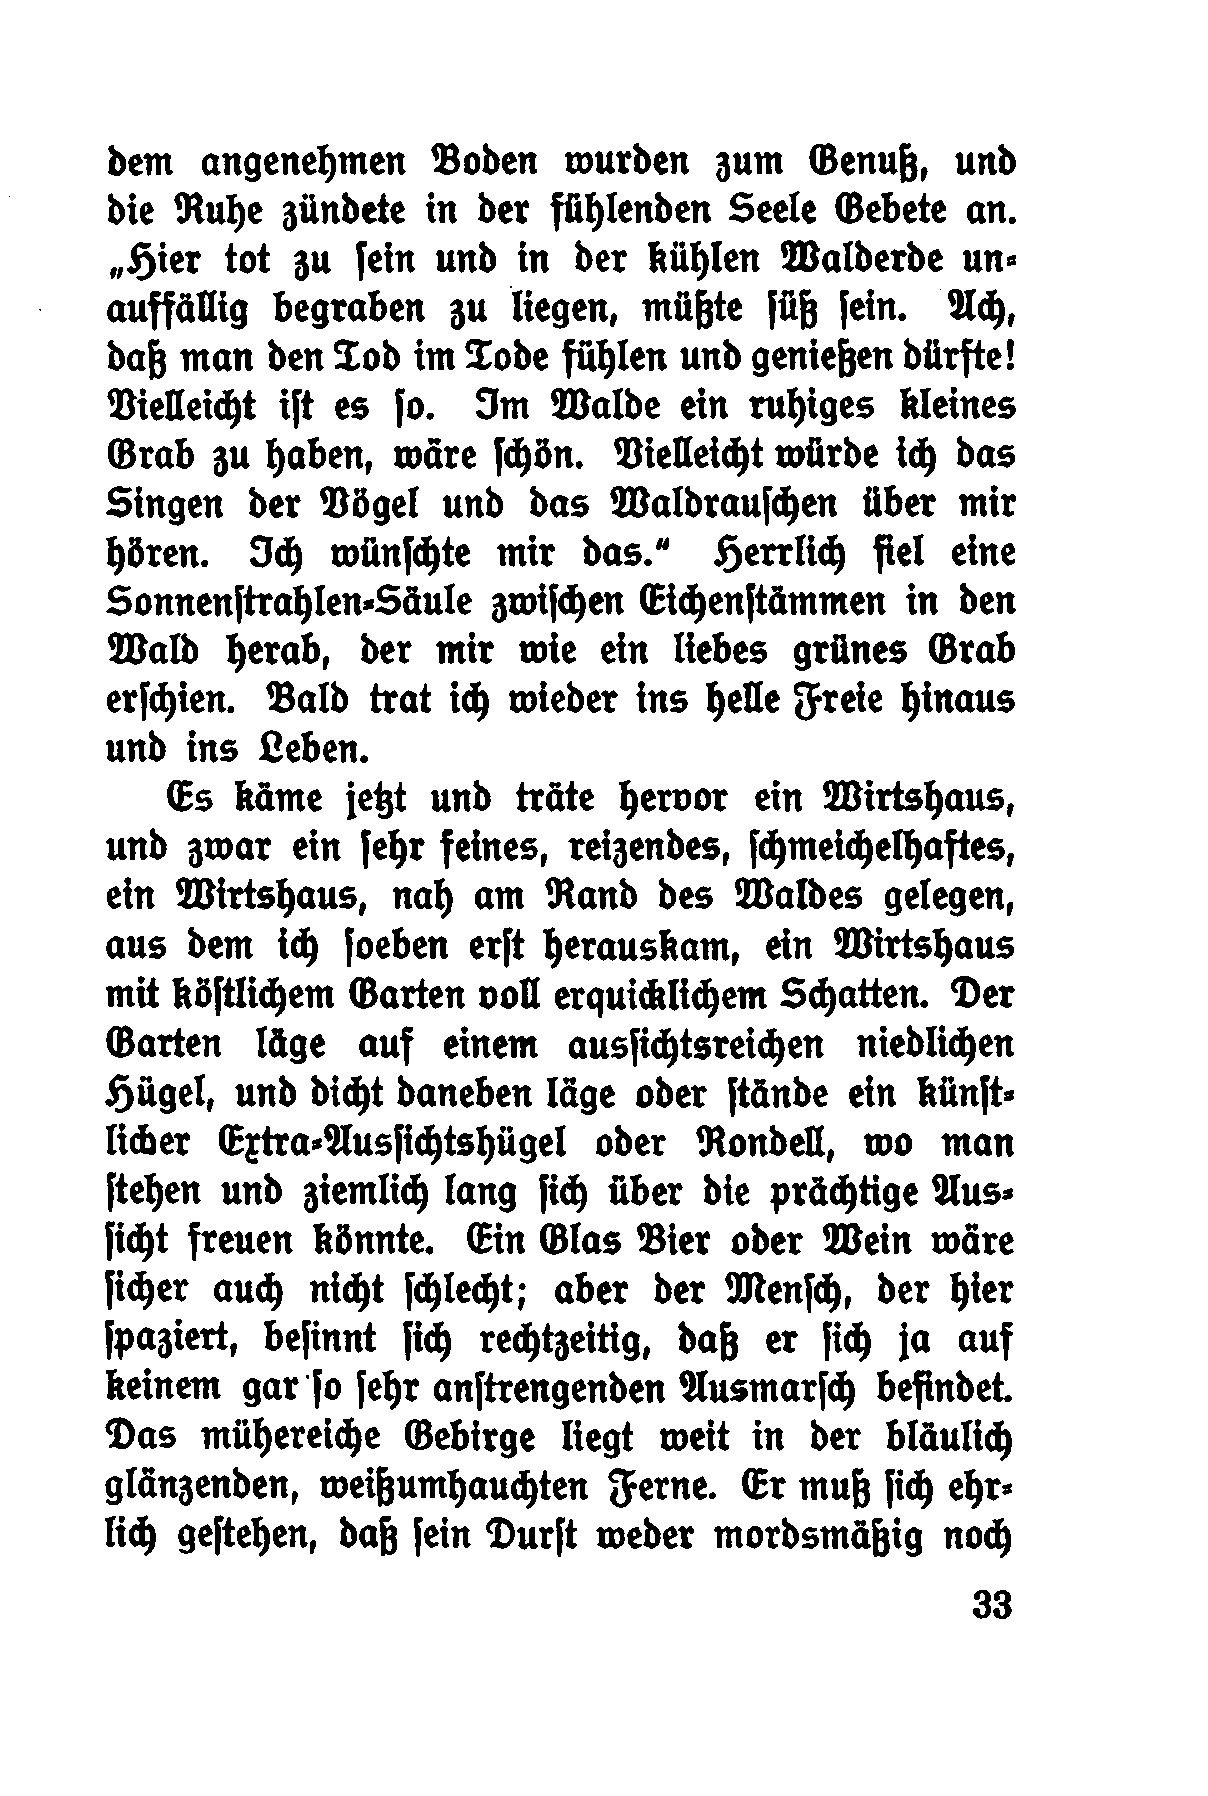 dem angenehmen Boden wurden zum Genuß, und
die Ruhe zündete in der fühlenden Seele Gebete an.
„Hier tot zu ſein und in der kühlen Walderde un-
auffällig begraben zu liegen, müßte ſüß ſein. Ach,
daß man den Tod im Tode fühlen und genießen dürfte!
Vielleicht iſt es ſo. Im Walde ein ruhiges kleines
Grab zu haben, wäre ſchön. Vielleicht würde ich das
Singen der Vögel und das Waldrauſchen über mir
hören. Ich wünſchte mir das.“ Herrlich fiel eine
Sonnenſtrahlen-Säule zwiſchen Eichenſtämmen in den
Wald herab, der mir wie ein liebes grünes Grab
erſchien. Bald trat ich wieder ins helle Freie hinaus
und ins Leben.
Es käme jetzt und träte hervor ein Wirtshaus,
und zwar ein ſehr feines, reizendes, ſchmeichelhaftes,
ein Wirtshaus, nah am Rand des Waldes gelegen,
aus dem ich ſoeben erſt herauskam, ein Wirtshaus
mit köſtlichem Garten voll erquicklichem Schatten. Der
Garten läge auf einem ausſichtsreichen niedlichen
Hügel, und dicht daneben läge oder ſtände ein künſt-
licher Extra-Ausſichtshügel oder Rondell, wo man
ſtehen und ziemlich lang ſich über die prächtige Aus-
ſicht freuen könnte. Ein Glas Bier oder Wein wäre
ſicher auch nicht ſchlecht; aber der Menſch, der hier
ſpaziert, beſinnt ſich rechtzeitig, daß er ſich ja auf
keinem gar ſo ſehr anſtrengenden Ausmarſch befindet.
Das mühereiche Gebirge liegt weit in der bläulich
glänzenden, weißumhauchten Ferne. Er muß ſich ehr-
lich geſtehen, daß ſein Durſt weder mordsmäßig noch
33